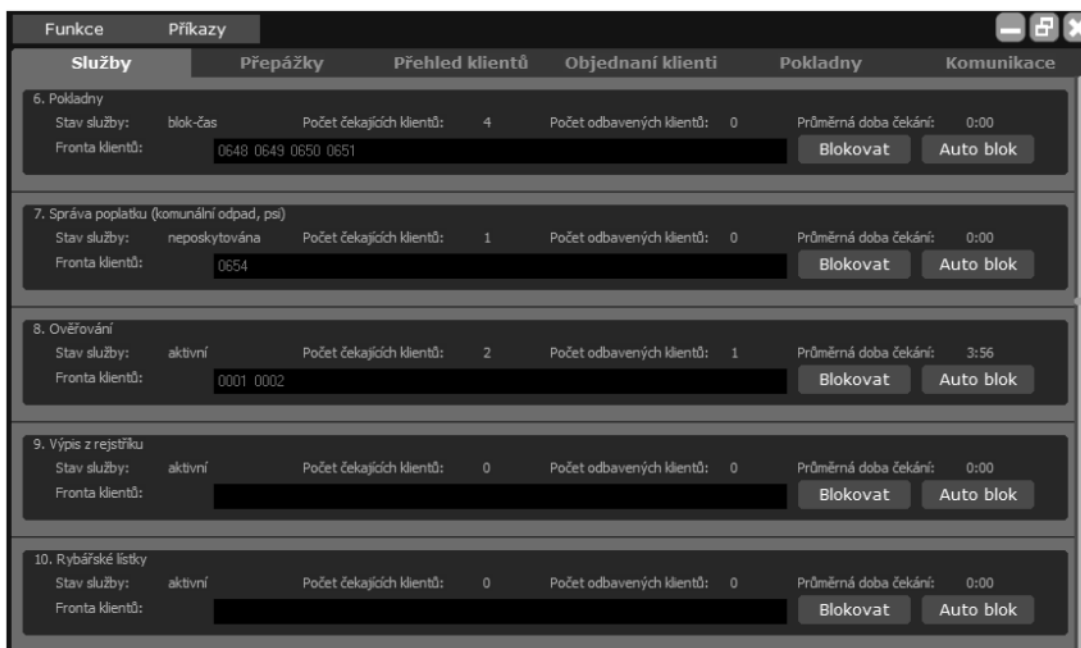 Funkce Příkazy
Služby Přepážky Přehled klientů Objednaní klienti Pokladny Komunikace
6. Pokladny
Stav služby: blok-čas Počet čekajících klientů: 4 Počet odbavených klientů: 0 Průměrná doba čekání: 0:00
Fronta klientů: 0648 0649 0650 0651 Blokovat Auto blok
7. Správa poplatku (komunální odpad, psi)
Stav služby: neposkytována Počet čekajících klientů: 1 Počet odbavených klientů: 0 Průměrná doba čekání: 0:00
Fronta klientů: 0654 Blokovat Auto blok
8. Ověřování
Stav služby: aktivní Počet čekajících klientů: 2 Počet odbavených klientů: 1 Průměrná doba čekání: 3:56
Fronta klientů: 0001 0002 Blokovat Auto blok
9. Výpis z rejstříku
Stav služby: aktivní Počet čekajících klientů: 0 Počet odbavených klientů: 0 Průměrná doba čekání: 0:00
Fronta klientů: Blokovat Auto blok
10. Rybářské lístky
Stav služby: aktivní Počet čekajících klientů: 0 Počet odbavených klientů: 0 Průměrná doba čekání: 0:00
Fronta klientů: Blokovat Auto blok